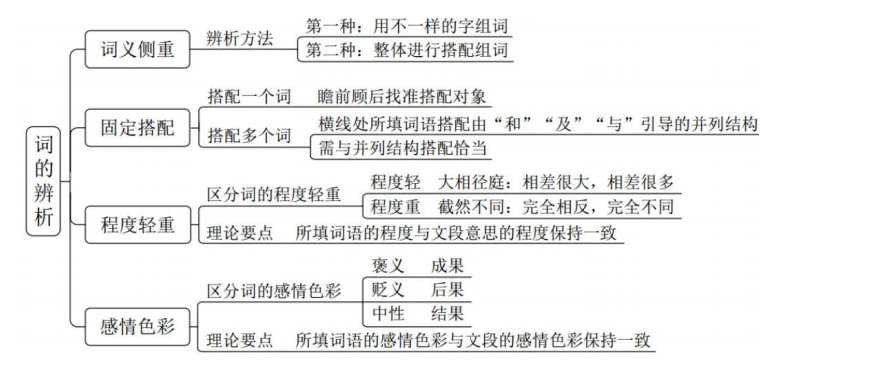 词的辨析
词义侧重
辨析方法
第一种：用不一样的字组词
第二种：整体进行搭配组词
固定搭配
搭配一个词 瞻前顾后找准搭配对象
搭配多个词
横线处所填词语搭配由“和”“及”“与”引导的并列结构
需与并列结构搭配恰当
程度轻重
区分词的程度轻重
程度轻 大相径庭：相差很大，相差很多
程度重 截然不同：完全相反，完全不同
理论要点 所填词语的程度与文段意思的程度保持一致
感情色彩
区分词的感情色彩
褒义 成果
贬义 后果
中性 结果
理论要点 所填词语的感情色彩与文段的感情色彩保持一致